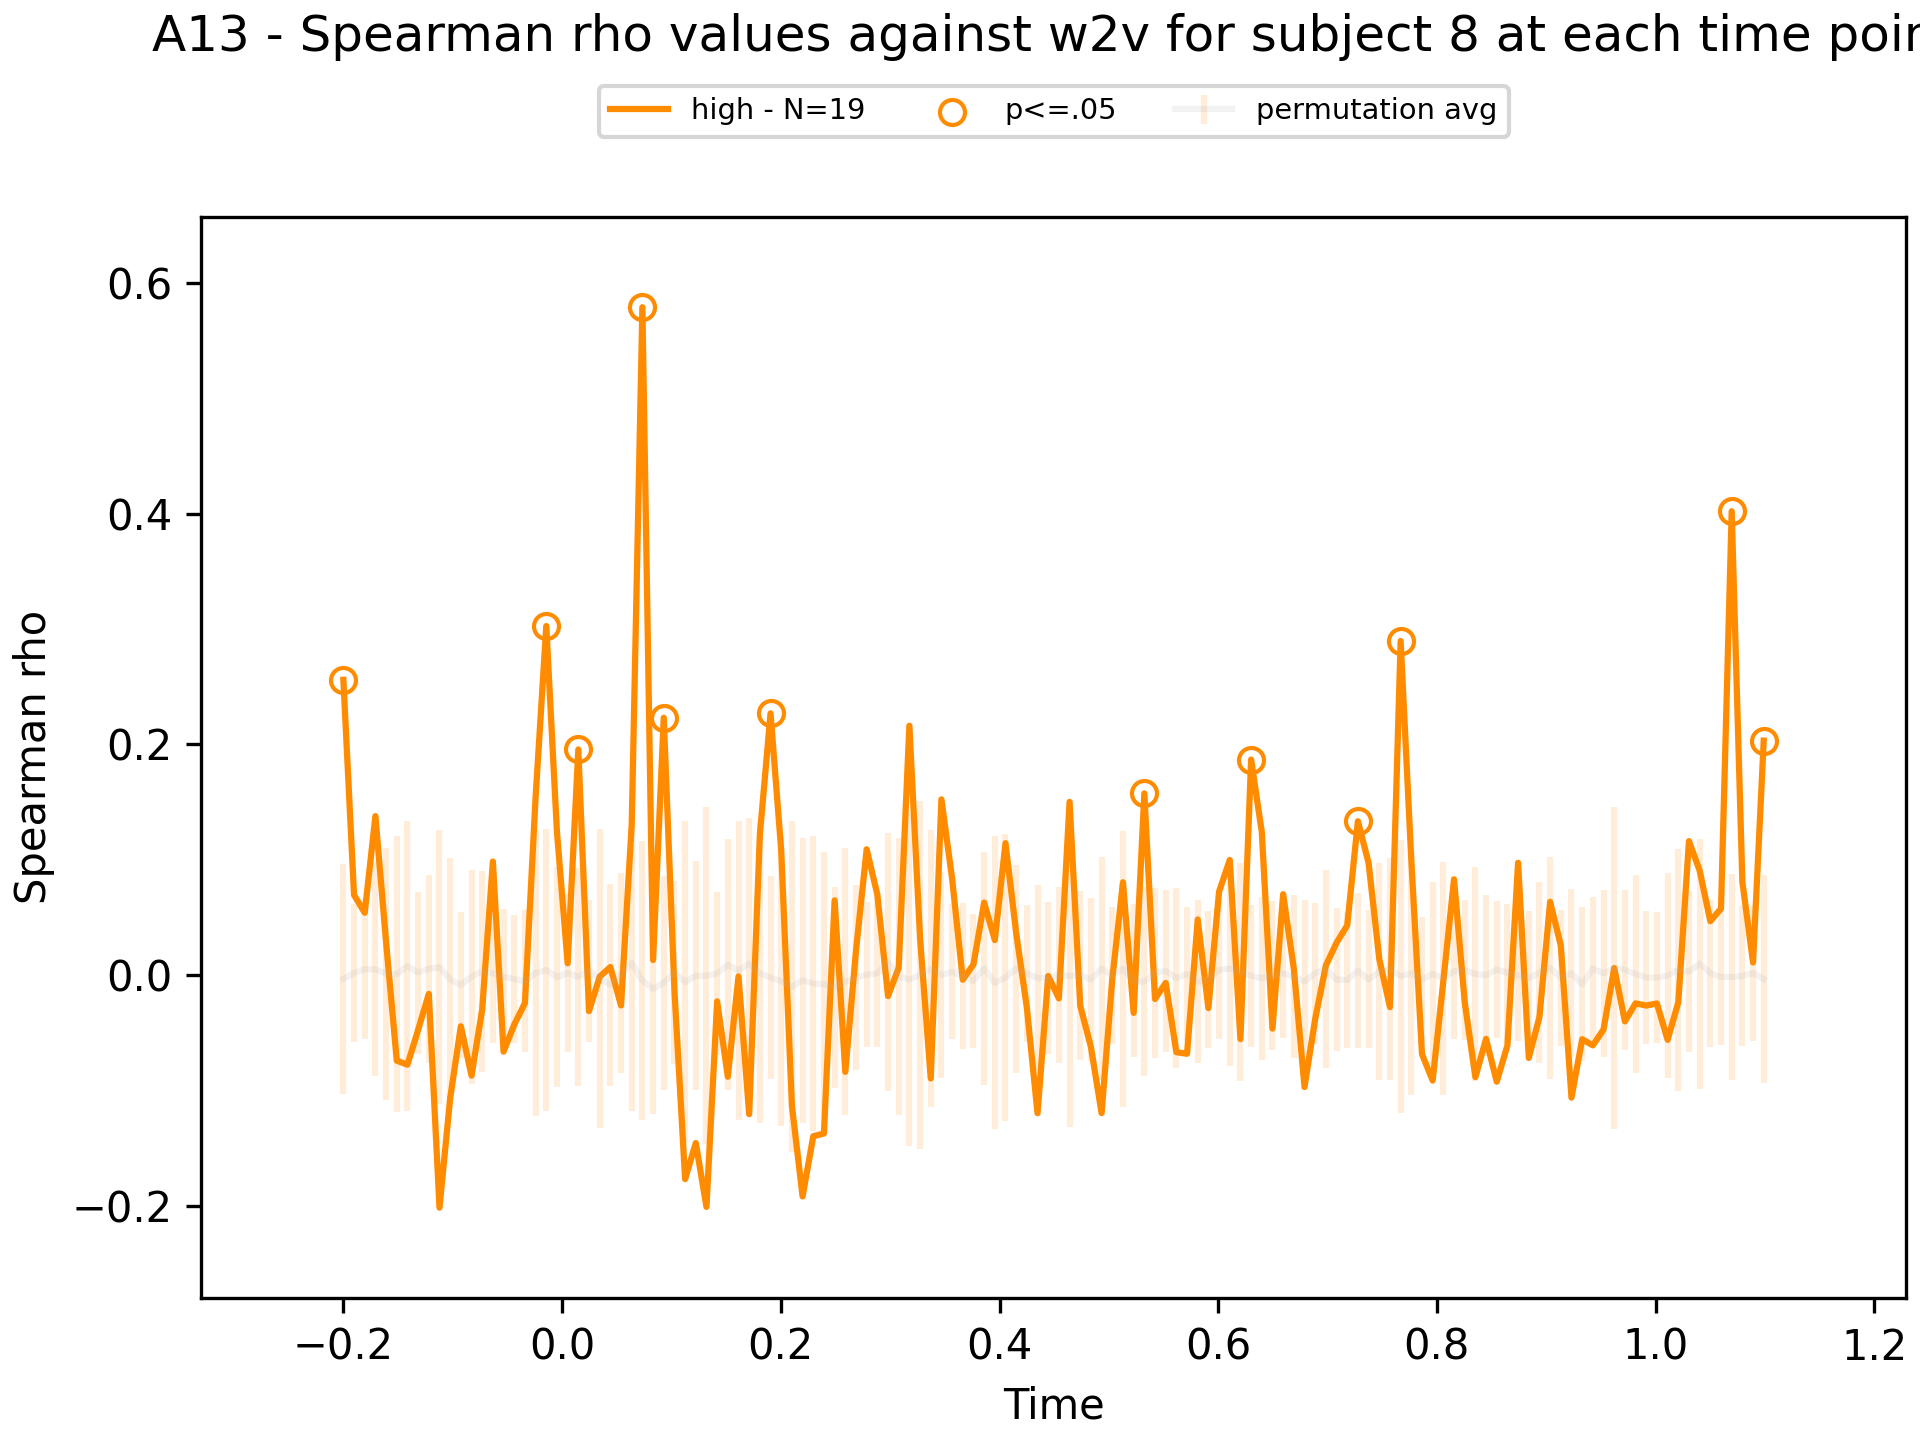 A13 - Spearman rho values against w2v for subject 8 at each time poin
high - N=19 p<=.05 permutation avg
0.6
0.4
0.2
0.0
−0.2
Spearman rho
−0.2 0.0 0.2 0.4 0.6 0.8 1.0 1.2
Time